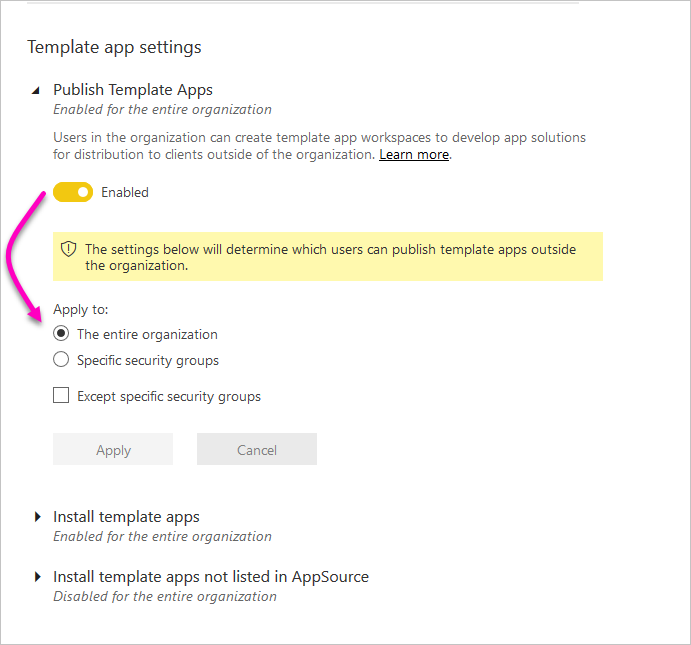 Template app settings
Publish Template Apps
Enabled for the entire organization
Users in the organization can create template app workspaces to develop app solutions
for distribution to clients outside of the organization. Learn more.
Enabled
The settings below will determine which users can publish template apps outside
the organization.
Apply to:
The entire organization
Specific security groups
Except specific security groups
Apply
Cancel
Install template apps
Enabled for the entire organization
Install template apps not listed in AppSource
Disabled for the entire organization